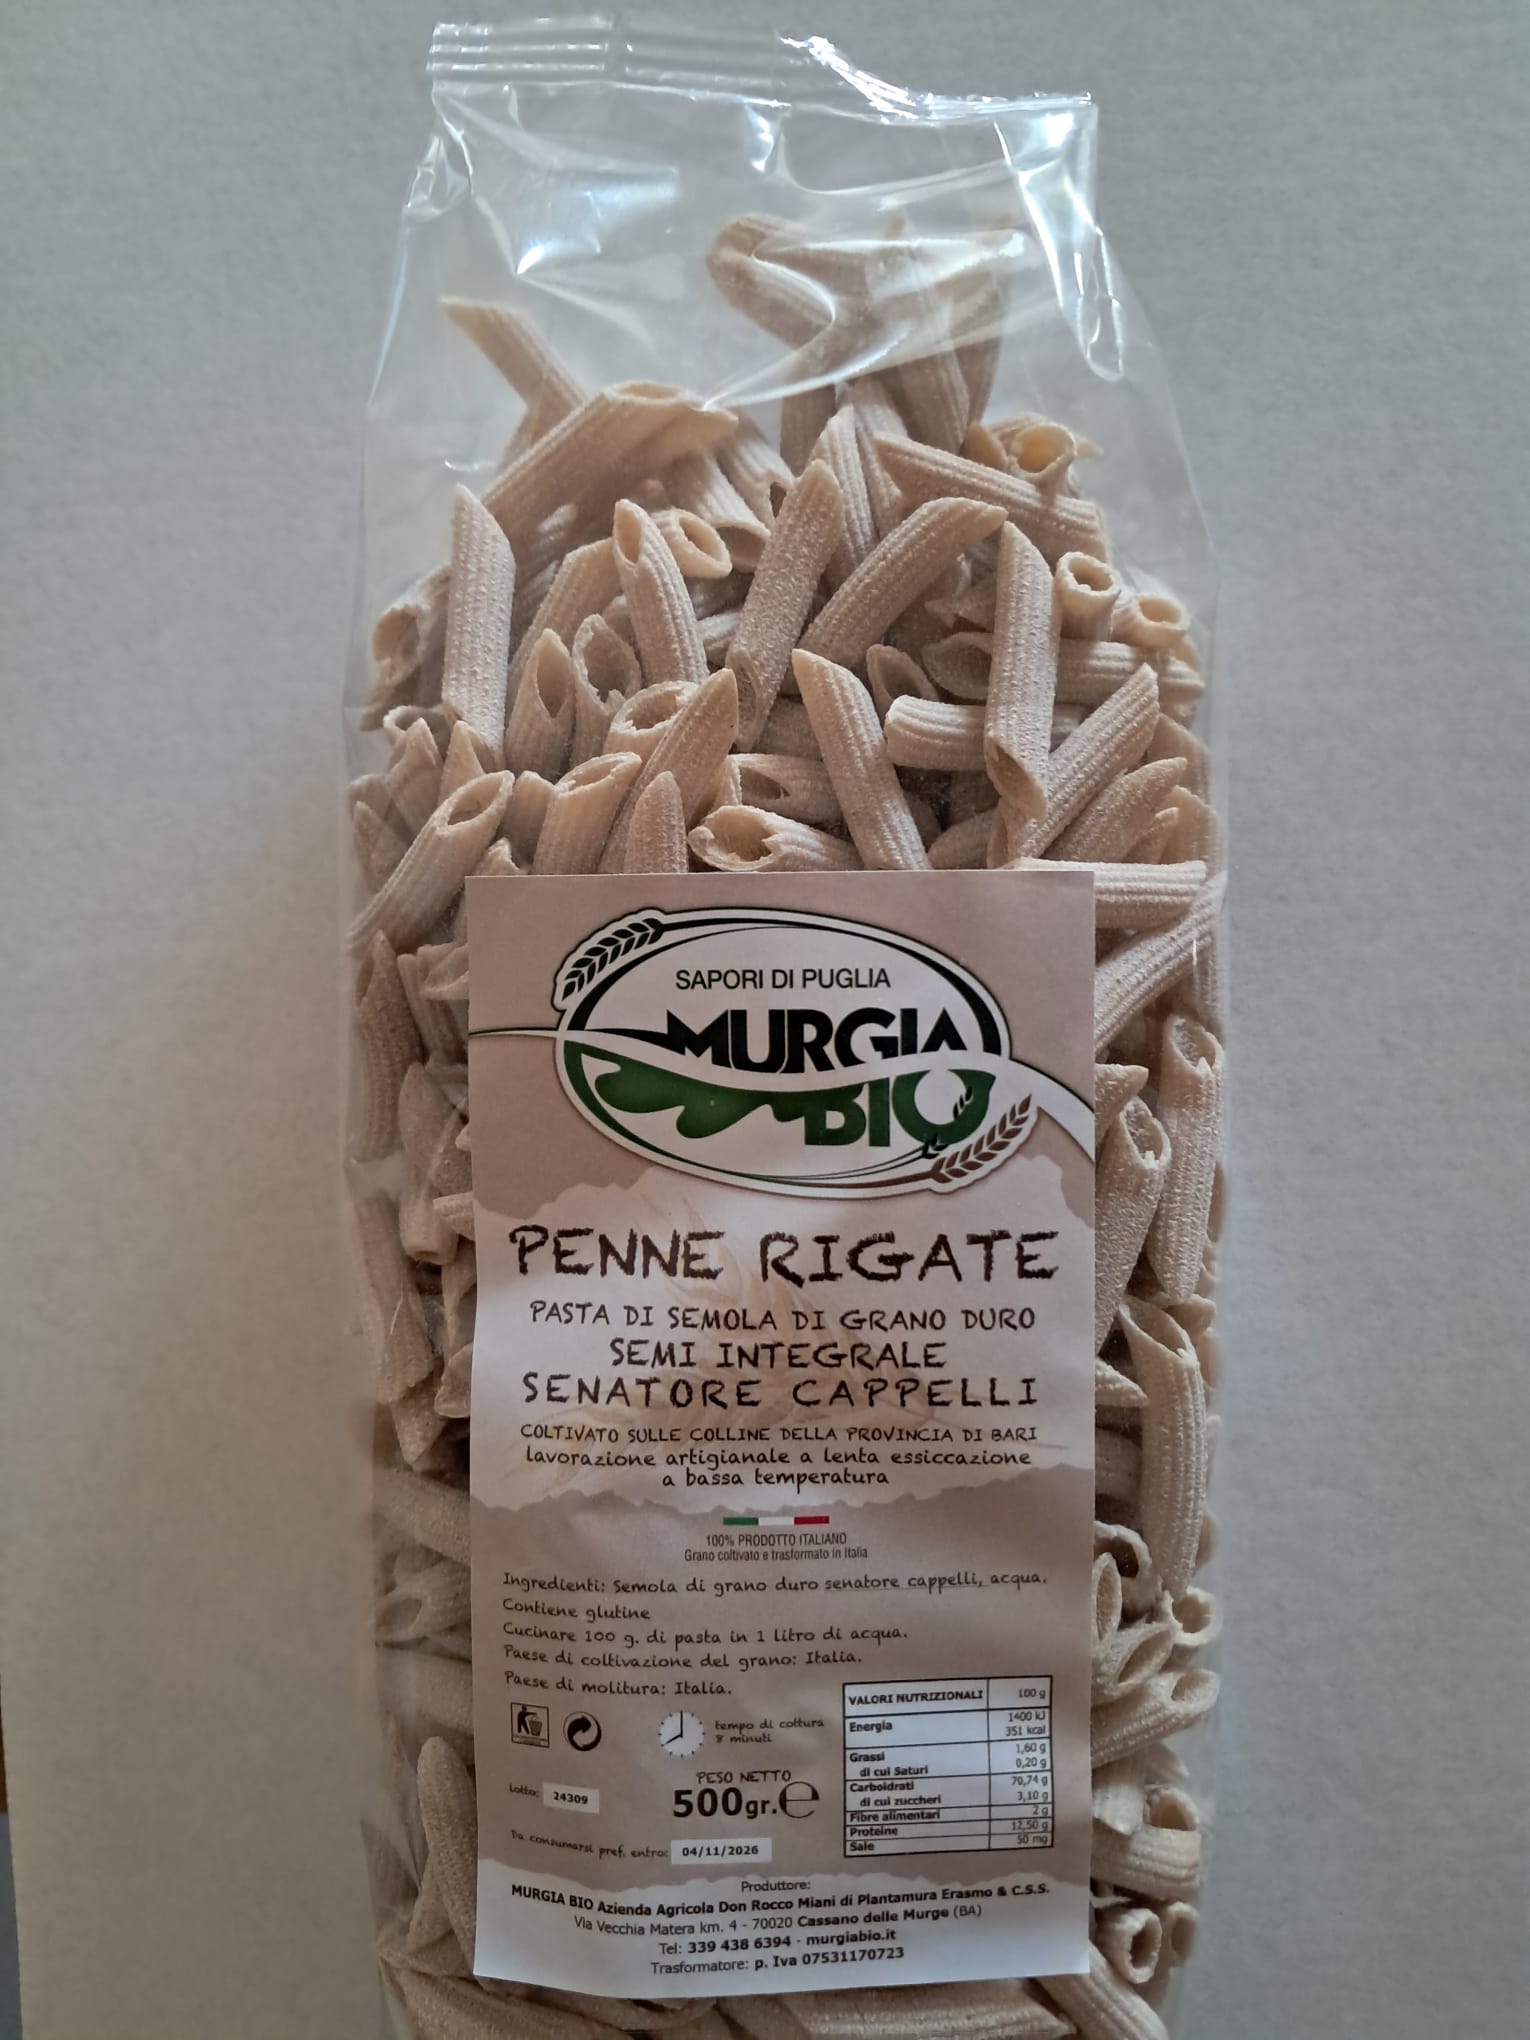 SAPORI DI PUGLIA
MURGIA
BIO
PENNE RIGATE
PASTA DI SEMOLA DI GRANO DURO
SEMI INTEGRALE
SENATORE CAPPELLI
COLTIVATO SULLE COLLINE DELLA PROVINCIA DI BARI
lavorazione artigianale a lenta essiccazione
a bassa temperatura
100% PRODOTTO ITALIANO
Grano coltivato e trasformato in Italia
Ingredienti: Semola di grano duro senatore cappelli, acqua.
Contiene glutine
Cucinare 100 g. di pasta in 1 litro di acqua.
Paese di coltivazione del grano: Italia.
Paese di molitura: Italia.
tempo di cottura
8 minuti
PESO NETTO
500gr.℮
Lotto: 24309
Da consumarsi pref. entro: 04/11/2026
VALORI NUTRIZIONALI 100 g
Energia 1400 kJ
351 kcal
Grassi 1,60 g
di cui Saturi 0,20 g
Carboidrati 70,74 g
di cui zuccheri 3,10 g
Fibre alimentari 2 g
Proteine 12,50 g
Sale 50 mg
Produttore:
MURGIA BIO Azienda Agricola Don Rocco Miani di Plantamura Erasmo & C.S.S.
Via Vecchia Matera km. 4 - 70020 Cassano delle Murge (BA)
Tel: 339 438 6394 - murgiabio.it
Trasformatore: p. Iva 07531170723